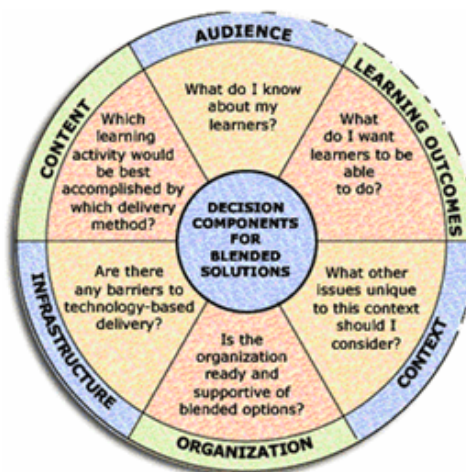 AUDIENCE
What do I know
about my
learners?
LEARNING OUTCOMES
What
do I want
learners to be
able
to do?
CONTEXT
What other
issues unique
to this context
should I
consider?
ORGANIZATION
Is the
organization
ready and
supportive of
blended options?
INFRASTRUCTURE
Are there
any barriers to
technology-based
delivery?
CONTENT
Which
learning
activity would
be best
accomplished by
which delivery
method?
DECISION
COMPONENTS
FOR
BLENDED
SOLUTIONS